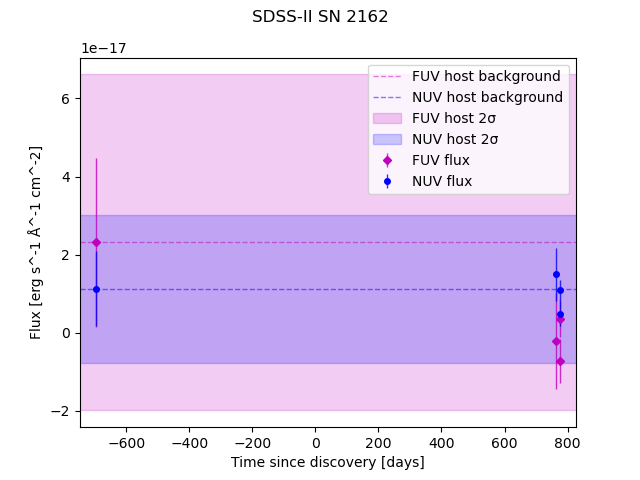 SDSS-II SN 2162
1e−17
FUV host background
NUV host background
FUV host 2σ
NUV host 2σ
FUV flux
NUV flux
6
4
2
0
−2
Flux [erg s^-1 Å^-1 cm^-2]
−600 −400 −200 0 200 400 600 800
Time since discovery [days]